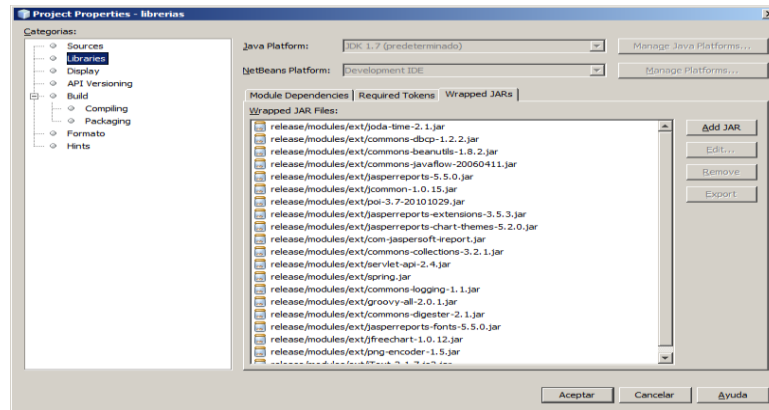 Project Properties - librerias
Categorías:
Sources
Libraries
Display
API Versioning
Build
Compiling
Packaging
Formato
Hints
Java Platform: JDK 1.7 (predeterminado) Manage Java Platforms...
NetBeans Platform: Development IDE Manage Platforms...
Module Dependencies Required Tokens Wrapped JARs
Wrapped JAR Files:
release/modules/ext/joda-time-2.1.jar
release/modules/ext/commons-dbcp-1.2.2.jar
release/modules/ext/commons-beanutils-1.8.2.jar
release/modules/ext/commons-javaflow-20060411.jar
release/modules/ext/jasperreports-5.5.0.jar
release/modules/ext/jcommon-1.0.15.jar
release/modules/ext/poi-3.7-20101029.jar
release/modules/ext/jasperreports-extensions-3.5.3.jar
release/modules/ext/jasperreports-chart-themes-5.2.0.jar
release/modules/ext/com-jaspersoft-ireport.jar
release/modules/ext/commons-collections-3.2.1.jar
release/modules/ext/servlet-api-2.4.jar
release/modules/ext/spring.jar
release/modules/ext/commons-logging-1.1.jar
release/modules/ext/groovy-all-2.0.1.jar
release/modules/ext/commons-digester-2.1.jar
release/modules/ext/jasperreports-fonts-5.5.0.jar
release/modules/ext/jfreechart-1.0.12.jar
release/modules/ext/png-encoder-1.5.jar
Add JAR
Edit...
Remove
Export
Aceptar Cancelar Ayuda